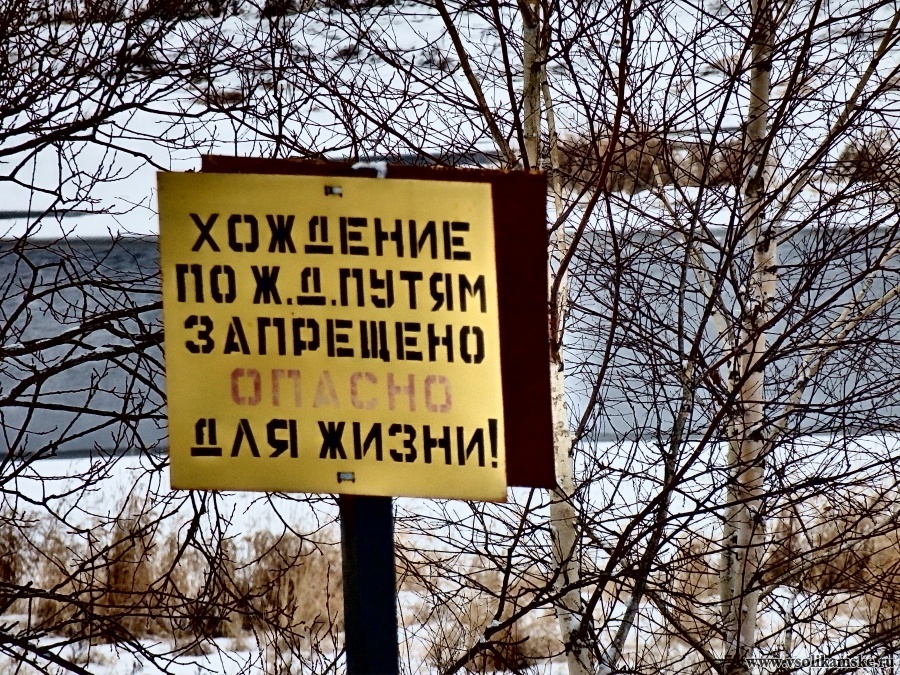 ХОЖДЕНИЕ
ПО Ж.Д.ПУТЯМ
ЗАПРЕЩЕНО
ОПАСНО
ДЛЯ ЖИЗНИ!
www.vsolikamske.ru